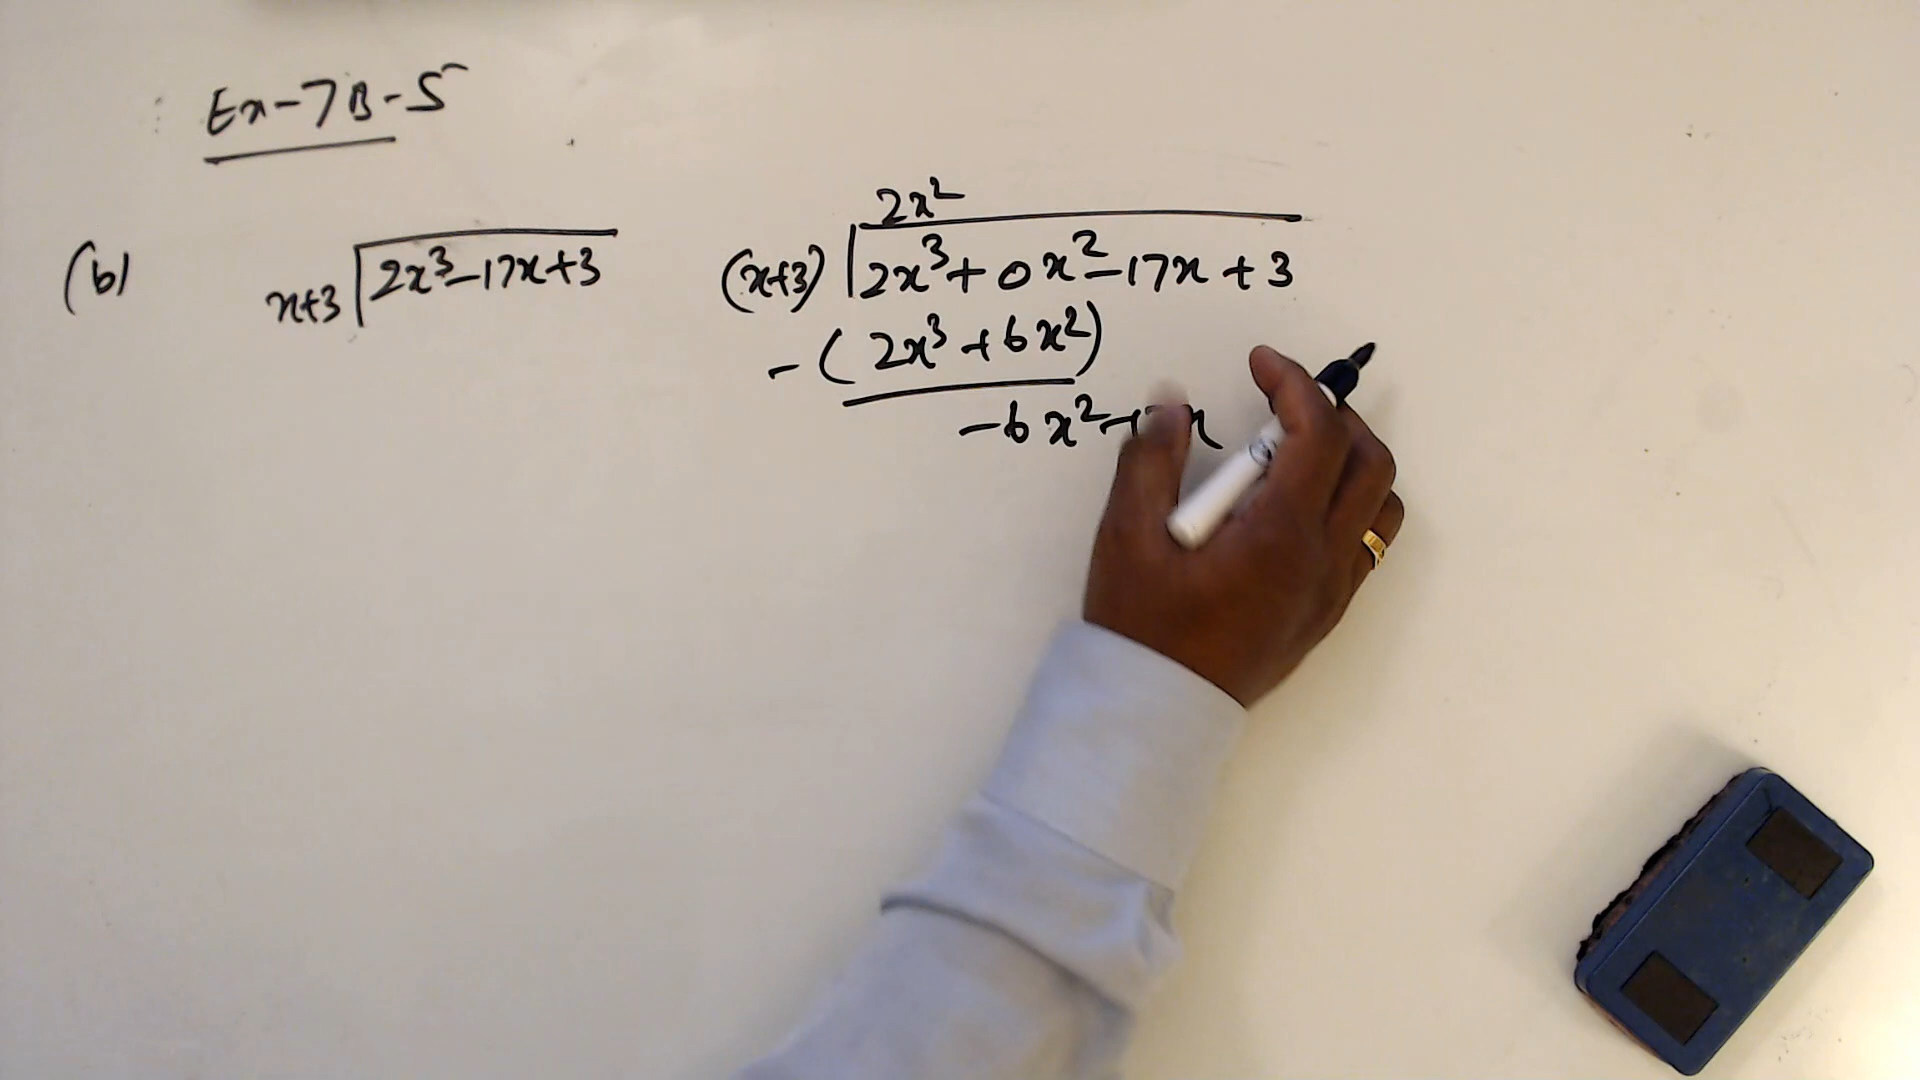 Ex-7B-5
(b) x+3 2x³-17x+3
2x²
(x+3) 2x³+0x²-17x+3
-(2x³+6x²)
-6x²